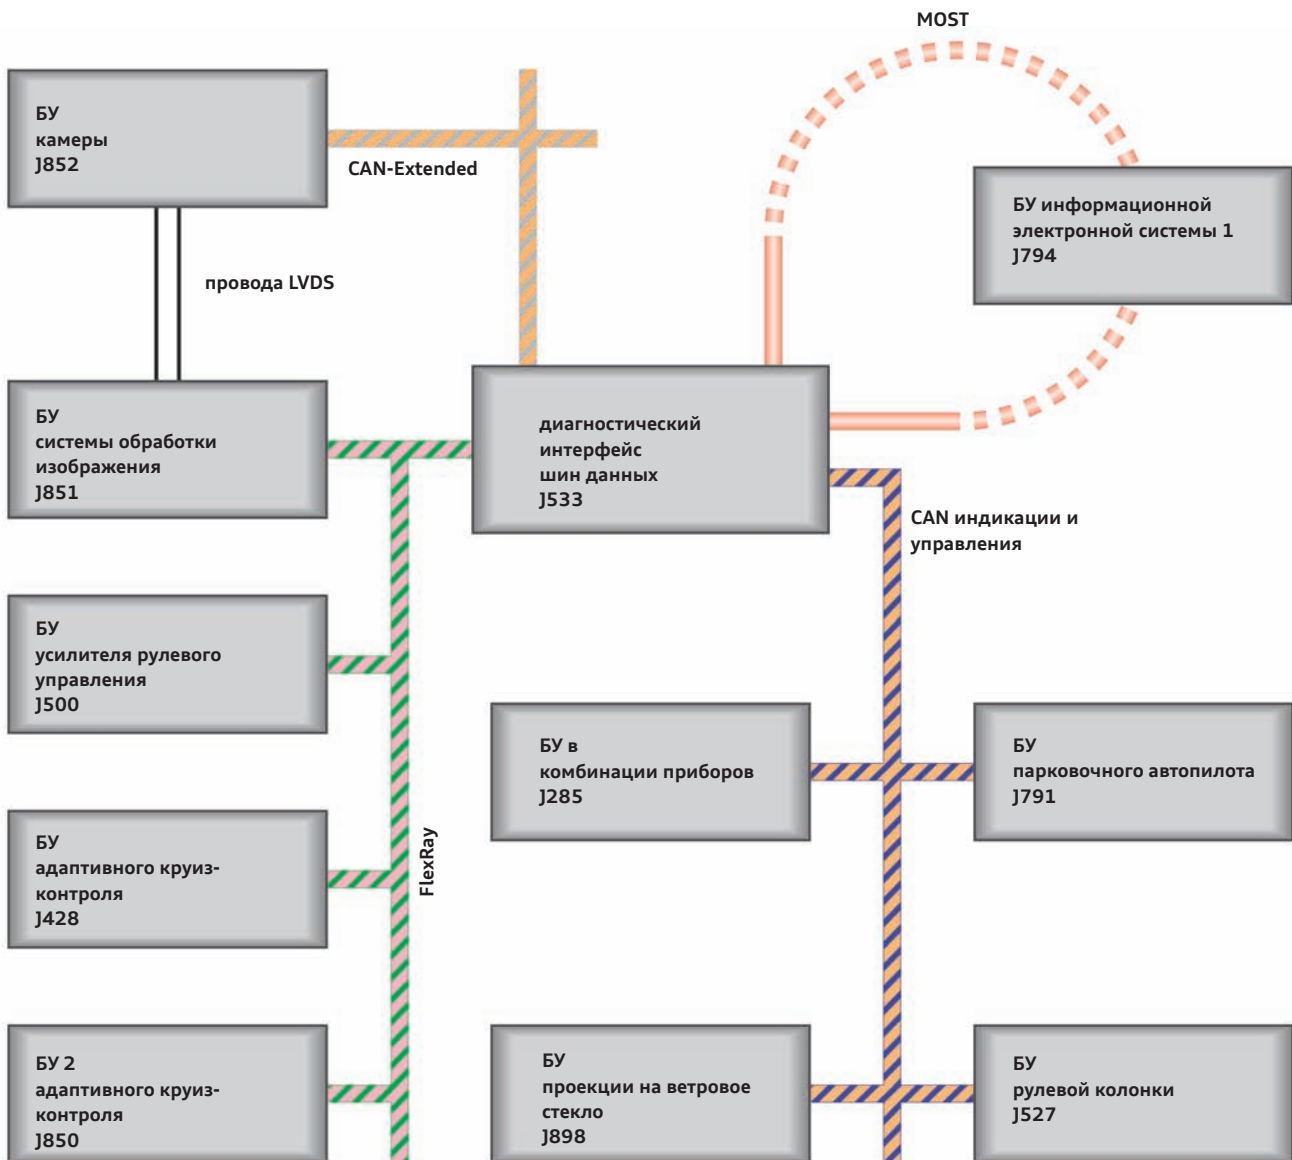 MOST
БУ
камеры
J852
CAN-Extended
БУ информационной
электронной системы 1
J794
провода LVDS
БУ
системы обработки
изображения
J851
диагностический
интерфейс
шин данных
J533
CAN индикации и
управления
БУ
усилителя рулевого
управления
J500
БУ в
комбинации приборов
J285
БУ
парковочного автопилота
J791
БУ
адаптивного круиз-
контроля
J428
FlexRay
БУ 2
адаптивного круиз-
контроля
J850
БУ
проекции на ветровое
стекло
J898
БУ
рулевой колонки
J527